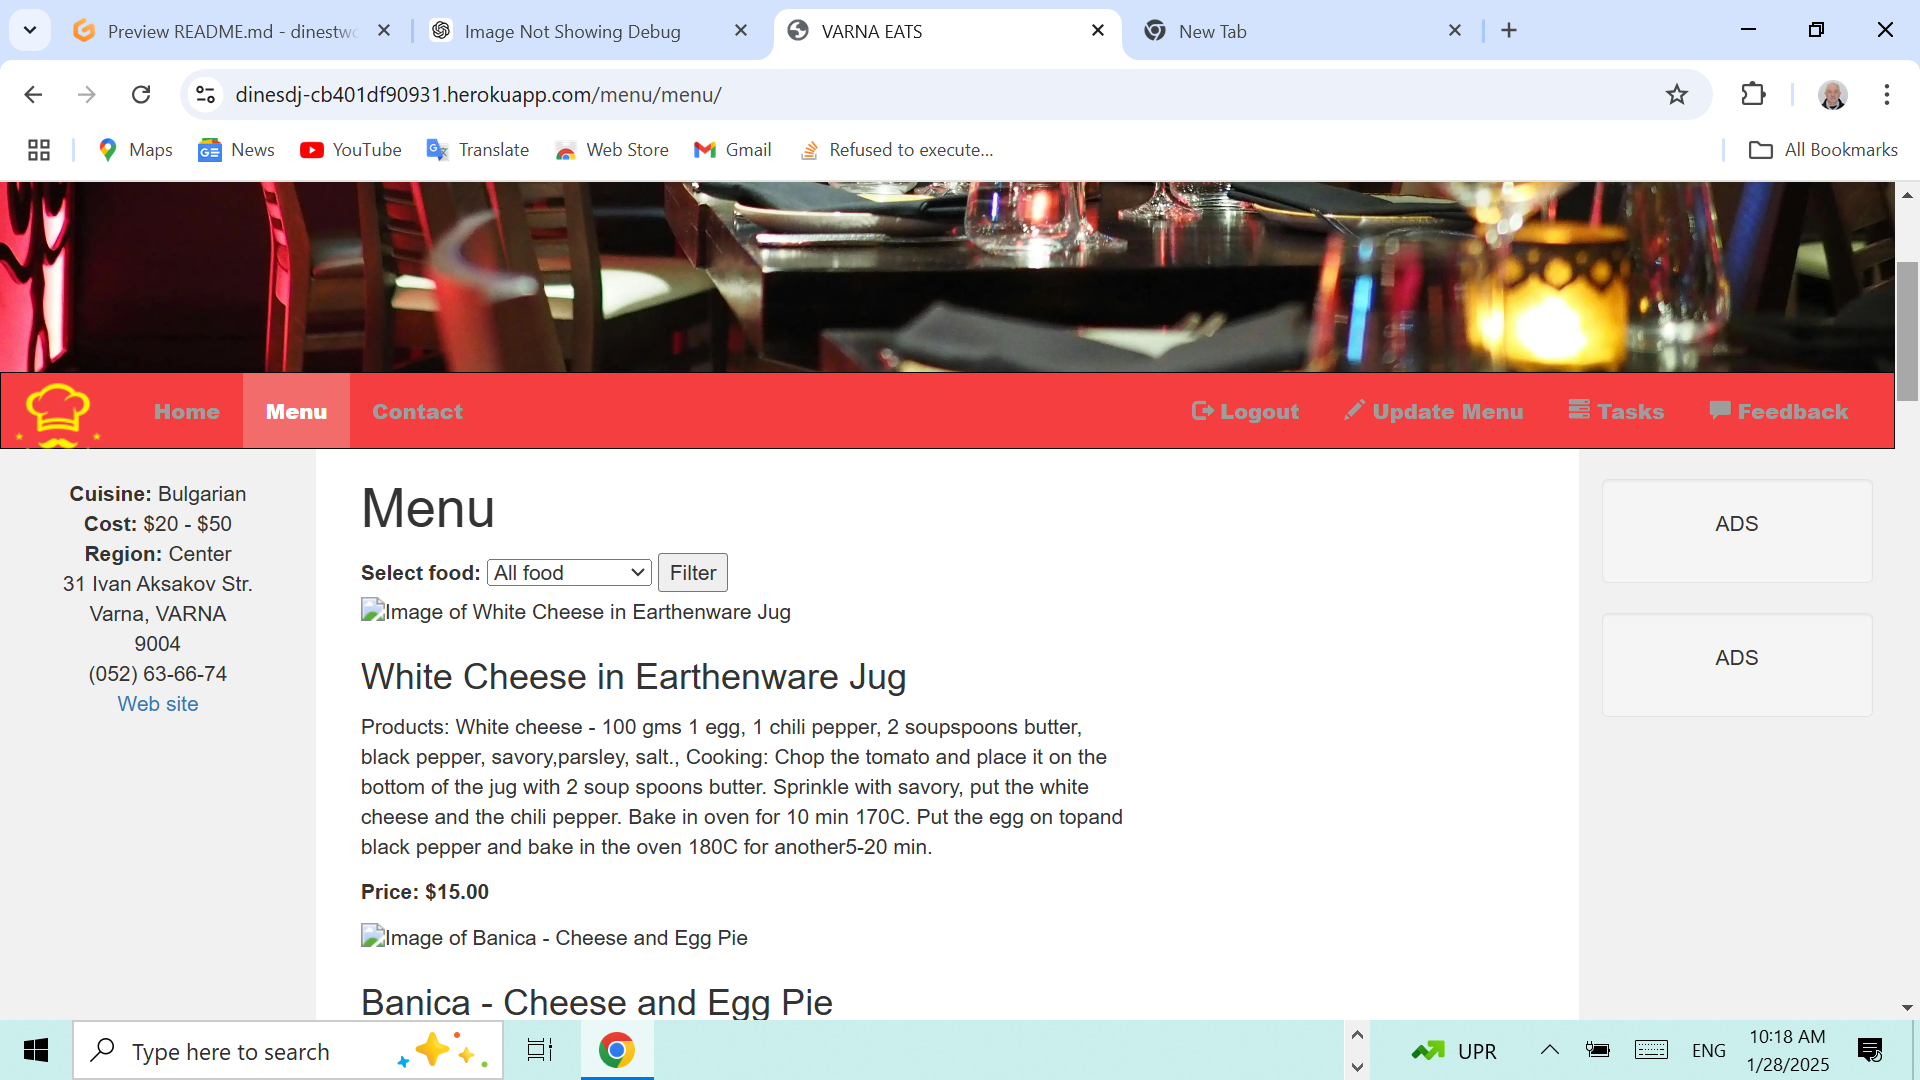 Preview README.md - dinestwo
Image Not Showing Debug
VARNA EATS
New Tab
dinesdj-cb401df90931.herokuapp.com/menu/menu/
Maps
News
YouTube
Translate
Web Store
Gmail
Refused to execute...
All Bookmarks
Home
Menu
Contact
Logout
Update Menu
Tasks
Feedback
Cuisine: Bulgarian
Cost: $20 - $50
Region: Center
31 Ivan Aksakov Str.
Varna, VARNA
9004
(052) 63-66-74
Web site
Menu
Select food: All food Filter
Image of White Cheese in Earthenware Jug
White Cheese in Earthenware Jug
Products: White cheese - 100 gms 1 egg, 1 chili pepper, 2 soupspoons butter,
black pepper, savory,parsley, salt., Cooking: Chop the tomato and place it on the
bottom of the jug with 2 soup spoons butter. Sprinkle with savory, put the white
cheese and the chili pepper. Bake in oven for 10 min 170C. Put the egg on topand
black pepper and bake in the oven 180C for another5-20 min.
Price: $15.00
Image of Banica - Cheese and Egg Pie
Banica - Cheese and Egg Pie
ADS
ADS
Type here to search
UPR
ENG
10:18 AM
1/28/2025